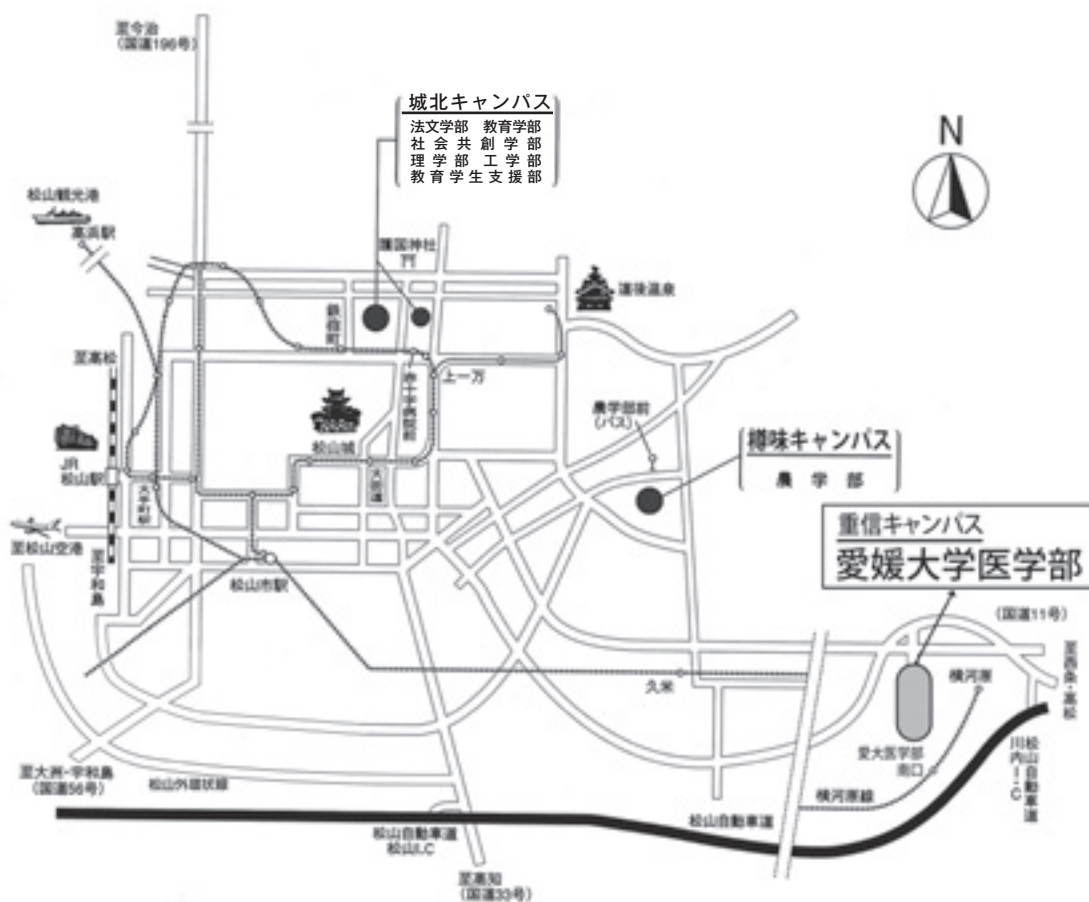 至今治
(国道196号)
城北キャンパス
法文学部 教育学部
社会共創学部
理学部 工学部
教育学生支援部
N
松山観光港
高浜駅
護国神社
道後温泉
鉄砲町
至高松
赤十字病院前
上一万
農学部前
(バス)
樽味キャンパス
農学部
松山城
JR
松山駅
大手町駅
大街道
至松山空港
至宇和島
松山市駅
重信キャンパス
愛媛大学医学部
(国道11号)
至西条・高松
久米
横河原
愛大医学部
南口
松山自動車道
川内I・C
至大洲・宇和島
(国道56号)
松山外環状線
横河原線
松山自動車道
松山自動車道
松山I.C
至高知
(国道33号)